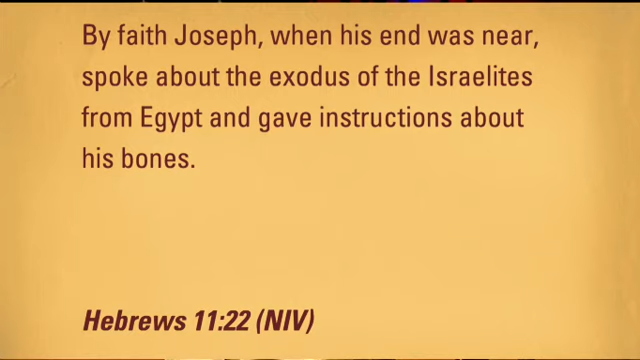 By faith Joseph, when his end was near,
spoke about the exodus of the Israelites
from Egypt and gave instructions about
his bones.
Hebrews 11:22 (NIV)